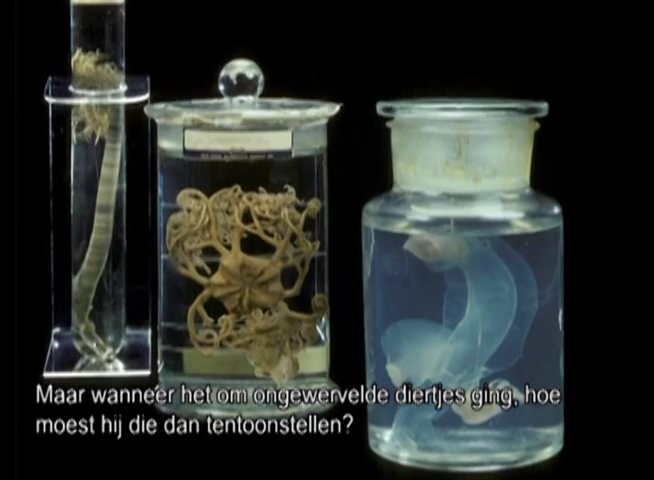 Maar wanneer het om ongewervelde diertjes ging, hoe
moest hij die dan tentoonstellen?